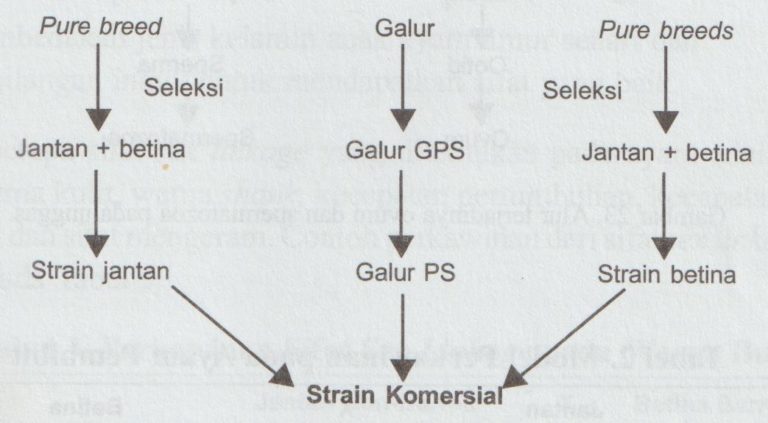 Pure breed Galur Pure breeds
Seleksi Seleksi
Jantan + betina Galur GPS Jantan + betina
Strain jantan Galur PS Strain betina
Strain Komersial